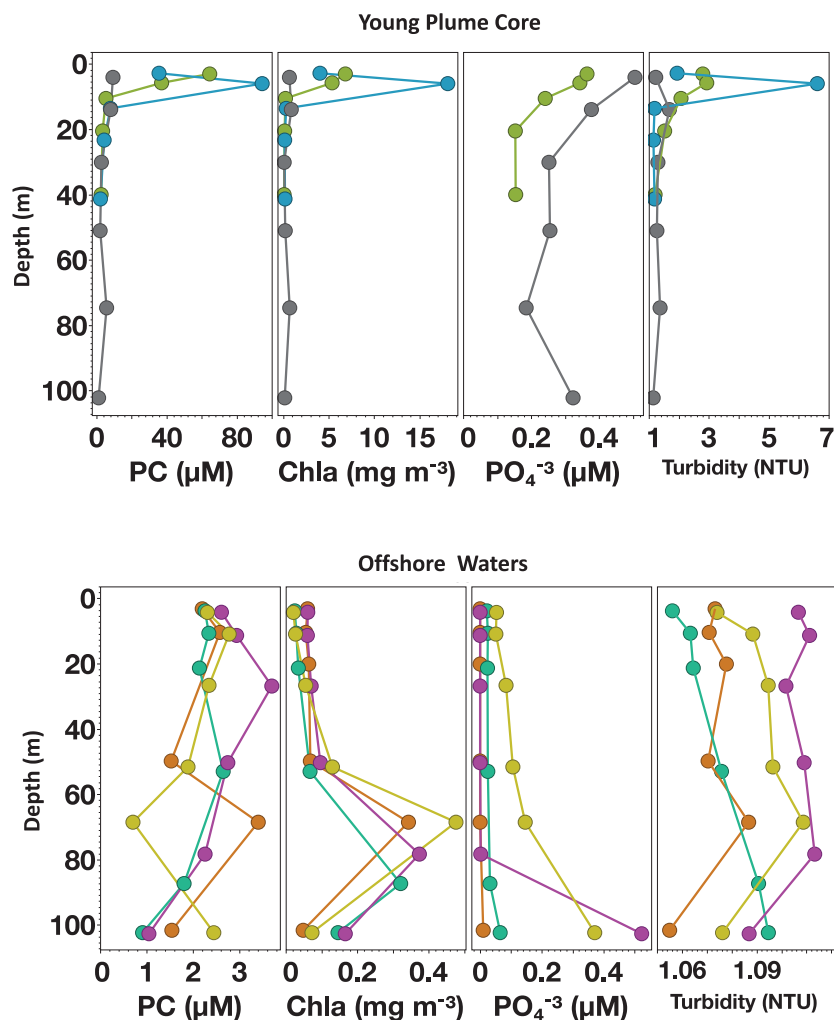 Young Plume Core
0
20
40
60
80
100
Depth (m)
0 40 80
0 5 10 15
0 0.2 0.4
1 3 5 7
PC (µM)
Chla (mg m⁻³)
PO₄⁻³ (µM)
Turbidity (NTU)
Offshore Waters
0
20
40
60
80
100
Depth (m)
0 1 2 3
0 0.2 0.4
0 0.2 0.4
1.06 1.09
PC (µM)
Chla (mg m⁻³)
PO₄⁻³ (µM)
Turbidity (NTU)